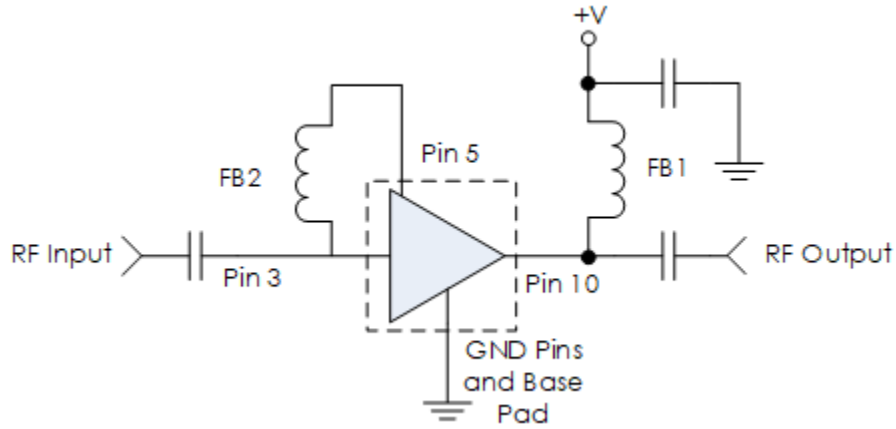 +V
Pin 5
FB2
FB1
RF Input
RF Output
Pin 3
Pin 10
GND Pins
and Base
Pad